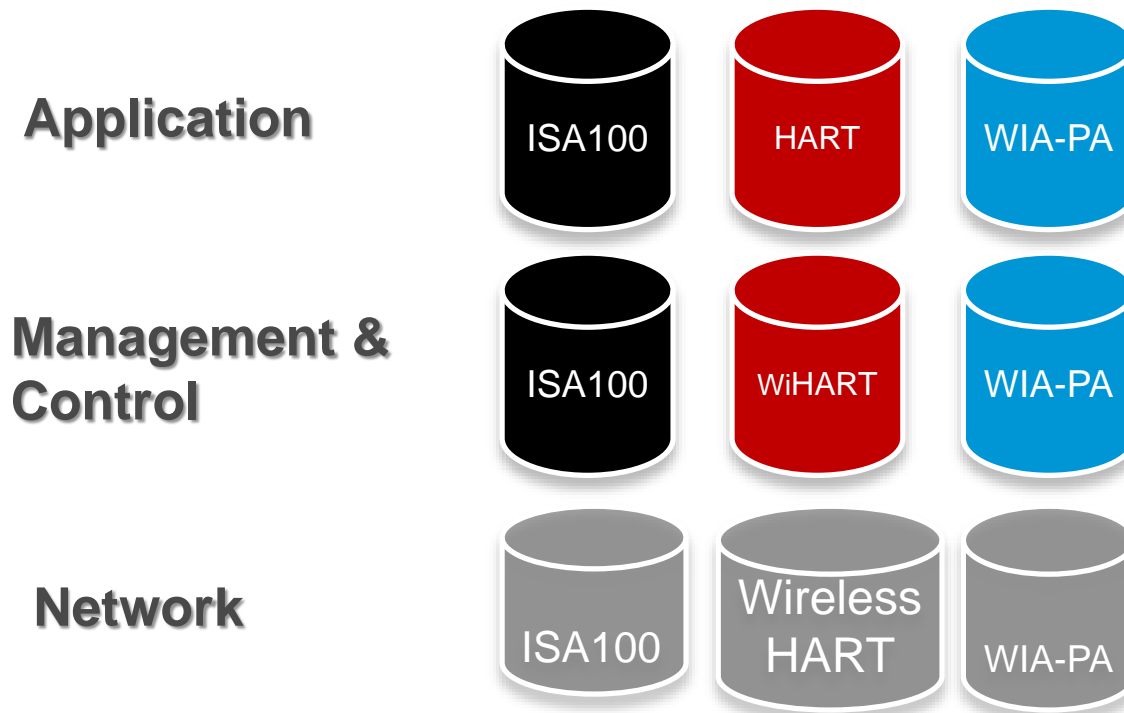 Application
ISA100
HART
WIA-PA
Management &
Control
ISA100
WiHART
WIA-PA
Network
ISA100
Wireless
HART
WIA-PA